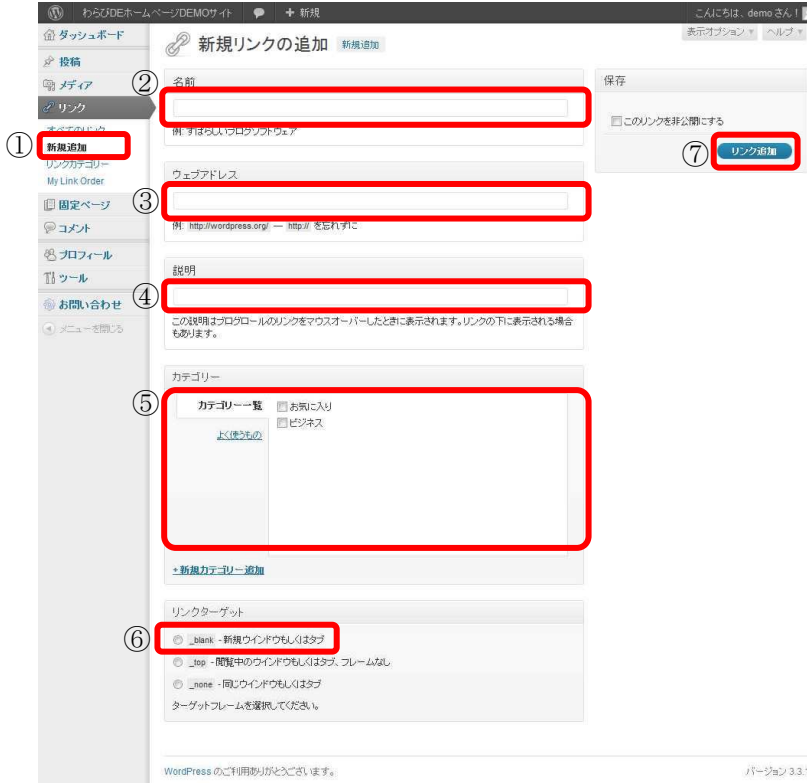 わらびDEホームページDEMOサイト + 新規 こんにちは、demo さん!
ダッシュボード
投稿
メディア
リンク
すべてのリンク
① 新規追加
リンクカテゴリー
My Link Order
固定ページ
コメント
プロフィール
ツール
お問い合わせ
メニューを閉じる
表示オプション ヘルプ
新規リンクの追加 新規追加
② 名前
例: すばらしいブログソフトウェア
③ ウェブアドレス
例: http://wordpress.org/ — http:// を忘れずに
④ 説明
この説明はブログロールのリンクをマウスオーバーしたときに表示されます。リンクの下に表示される場合
もあります。
カテゴリー
⑤ カテゴリー一覧
よく使うもの
お気に入り
ビジネス
+ 新規カテゴリー追加
リンクターゲット
⑥ _blank - 新規ウインドウもしくはタブ
_top - 閲覧中のウインドウもしくはタブ、フレームなし
_none - 同じウインドウもしくはタブ
ターゲットフレームを選択してください。
保存
このリンクを非公開にする
⑦ リンク追加
WordPress のご利用ありがとうございます。
バージョン 3.3